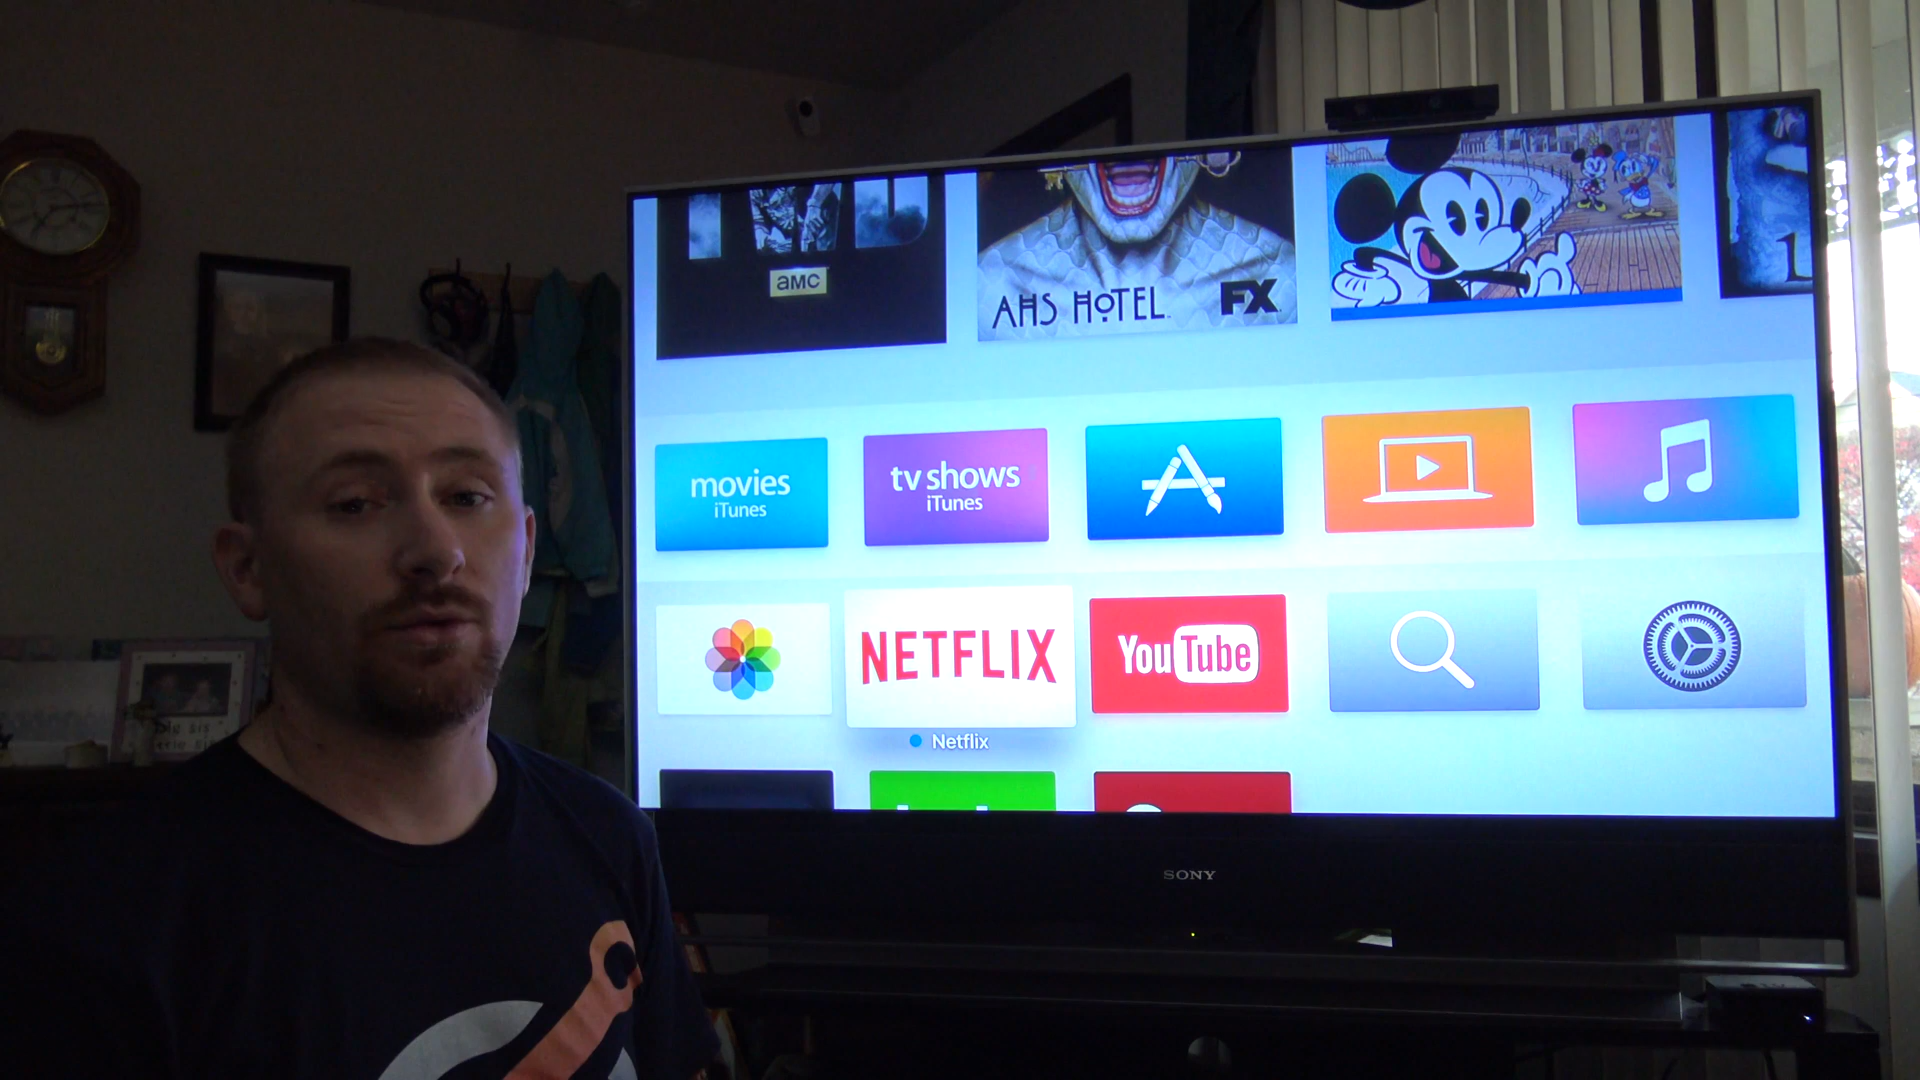 amc
AHS HOTEL
FX
movies
iTunes
tv shows
iTunes
NETFLIX
YouTube
Netflix
SONY